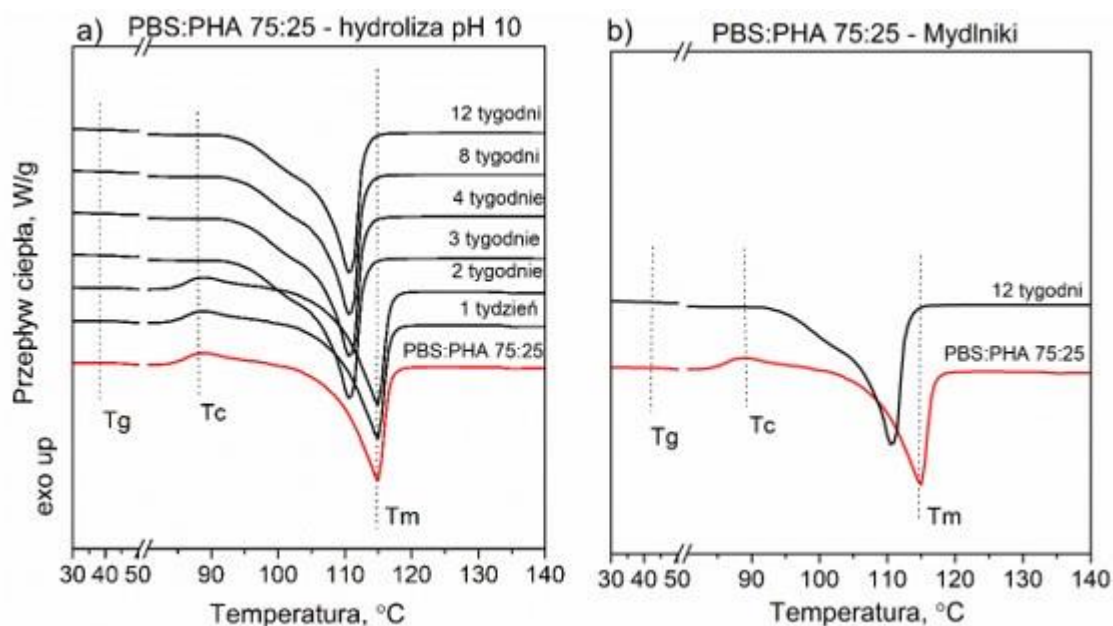 a) PBS:PHA 75:25 - hydroliza pH 10
12 tygodni
8 tygodni
4 tygodnie
3 tygodnie
2 tygodnie
1 tydzień
PBS:PHA 75:25
Tg
Tc
Tm
Przepływ ciepła, W/g
exo up
30 40 50 90 100 110 120 130 140
Temperatura, °C
b) PBS:PHA 75:25 - Mydlniki
12 tygodni
PBS:PHA 75:25
Tg
Tc
Tm
30 40 50 90 100 110 120 130 140
Temperatura, °C